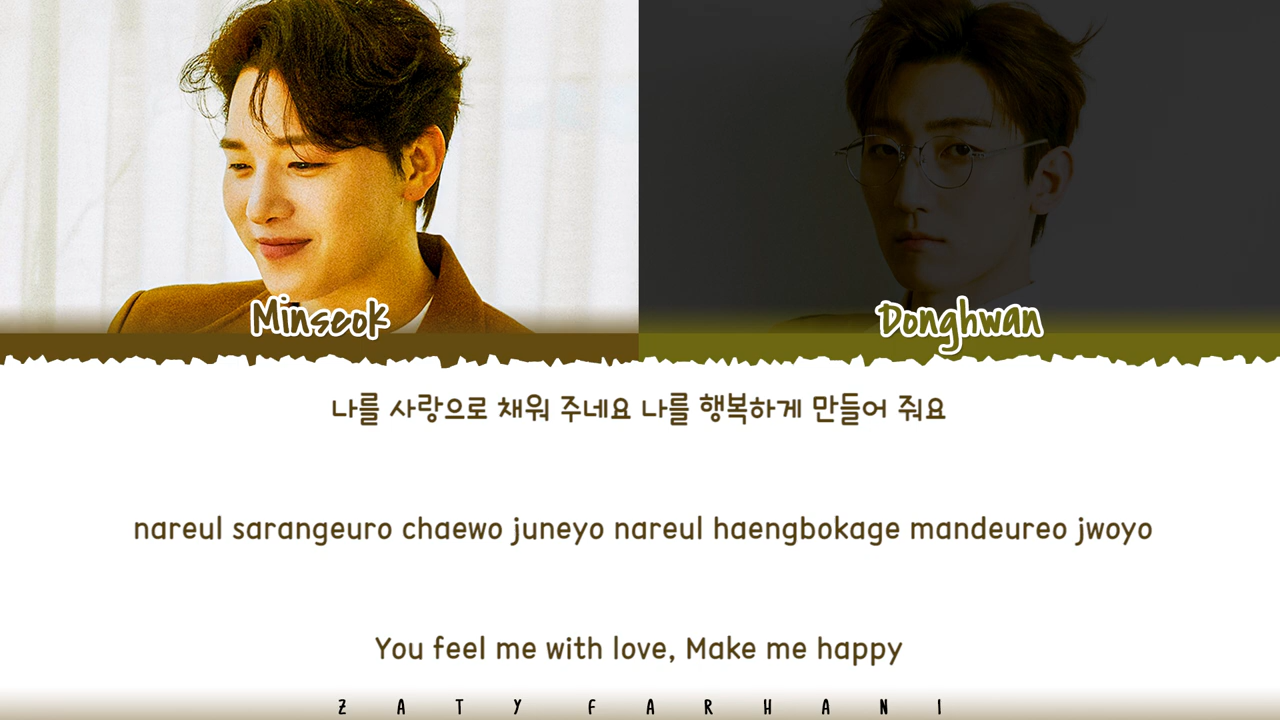 Minseok
Donghwan
나를 사랑으로 채워 주네요 나를 행복하게 만들어 줘요
nareul sarangeuro chaewo juneyo nareul haengbokage mandeureo jwoyo
You feel me with love, Make me happy
ZATY FARHANI